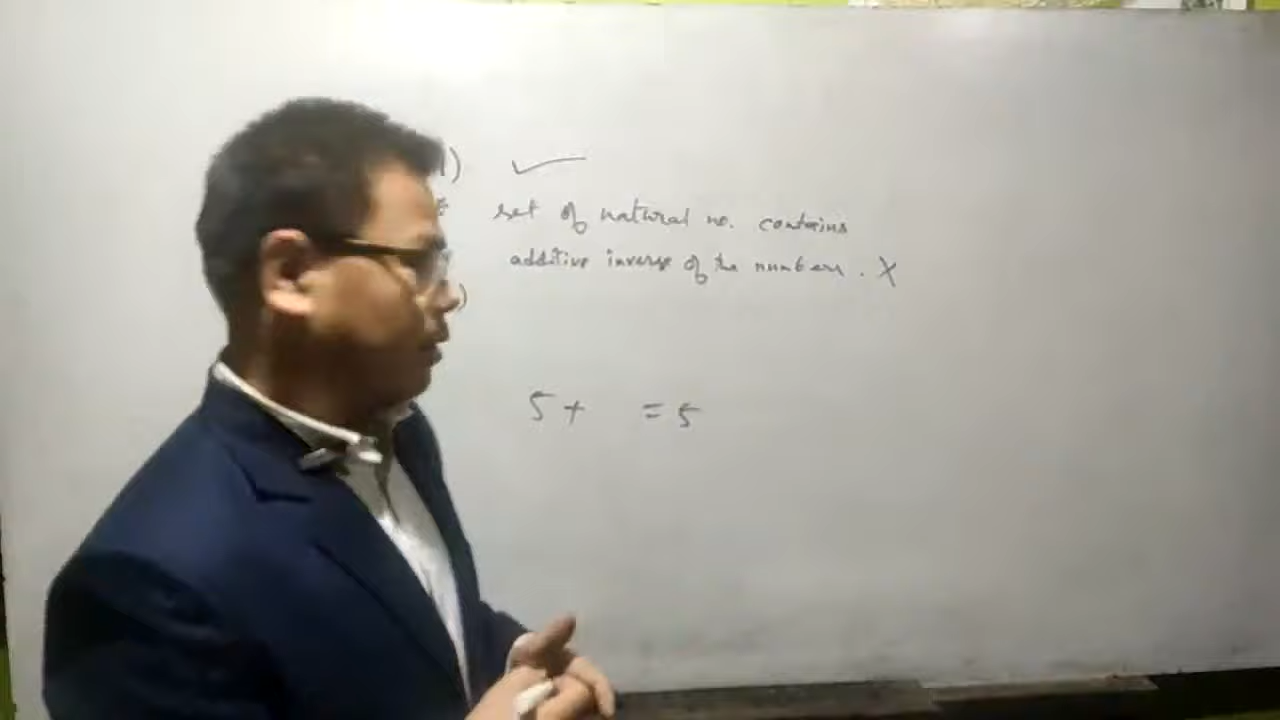 ) ✓
set of natural no. contains
additive inverse of the numbers. X
)
5 + = 5